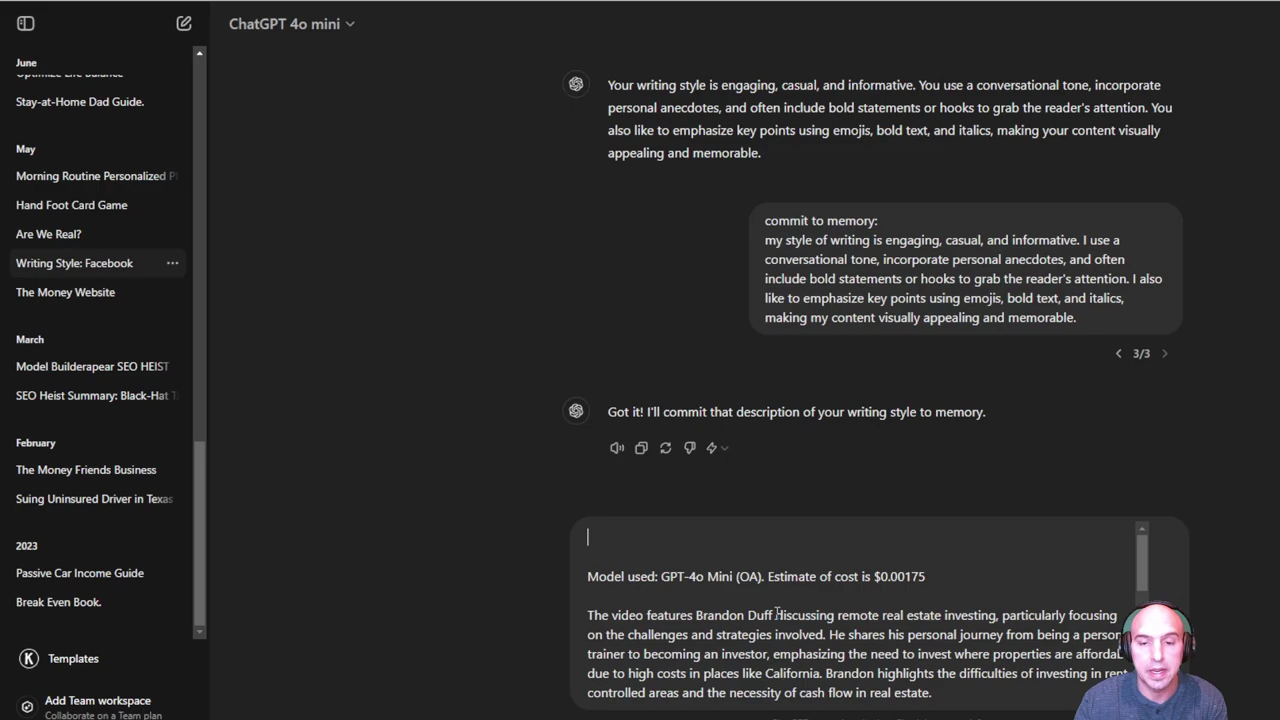 ChatGPT 4o mini
June
Optimize Life Balance
Stay-at-Home Dad Guide.
May
Morning Routine Personalized
Hand Foot Card Game
Are We Real?
Writing Style: Facebook
The Money Website
March
Model Builderapear SEO HEIST
SEO Heist Summary: Black-Hat
February
The Money Friends Business
Suing Uninsured Driver in Texas
2023
Passive Car Income Guide
Break Even Book.
K Templates
Add Team workspace
Collaborate on a Team plan
Your writing style is engaging, casual, and informative. You use a conversational tone, incorporate
personal anecdotes, and often include bold statements or hooks to grab the reader's attention. You
also like to emphasize key points using emojis, bold text, and italics, making your content visually
appealing and memorable.
commit to memory:
my style of writing is engaging, casual, and informative. I use a
conversational tone, incorporate personal anecdotes, and often
include bold statements or hooks to grab the reader's attention. I also
like to emphasize key points using emojis, bold text, and italics,
making my content visually appealing and memorable.
3/3
Got it! I'll commit that description of your writing style to memory.
Model used: GPT-4o Mini (OA). Estimate of cost is $0.00175
The video features Brandon Duff discussing remote real estate investing, particularly focusing
on the challenges and strategies involved. He shares his personal journey from being a person
trainer to becoming an investor, emphasizing the need to invest where properties are affordab
due to high costs in places like California. Brandon highlights the difficulties of investing in rent
controlled areas and the necessity of cash flow in real estate.